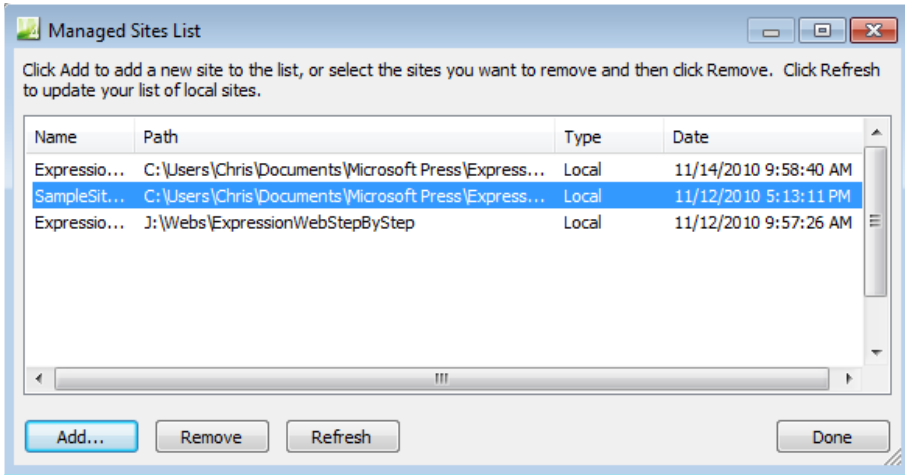 Managed Sites List
Click Add to add a new site to the list, or select the sites you want to remove and then click Remove. Click Refresh
to update your list of local sites.
Name Path Type Date
Expressio... C:\Users\Chris\Documents\Microsoft Press\Express... Local 11/14/2010 9:58:40 AM
SampleSit... C:\Users\Chris\Documents\Microsoft Press\Express... Local 11/12/2010 5:13:11 PM
Expressio... J:\Webs\ExpressionWebStepByStep Local 11/12/2010 9:57:26 AM
Add... Remove Refresh Done